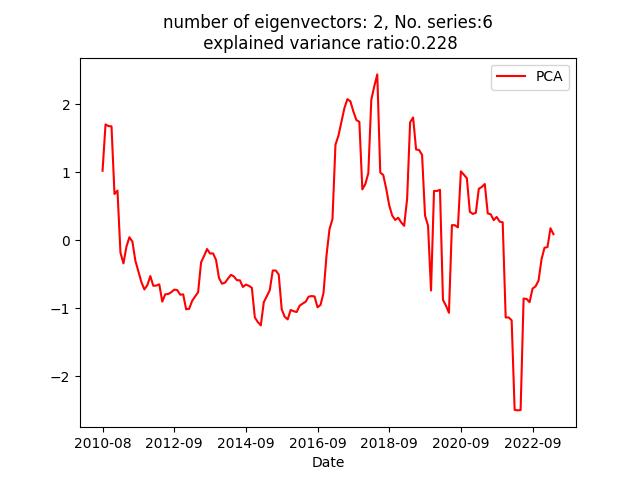 number of eigenvectors: 2, No. series:6
explained variance ratio:0.228
PCA
2
1
0
−1
−2
2010-08 2012-09 2014-09 2016-09 2018-09 2020-09 2022-09
Date